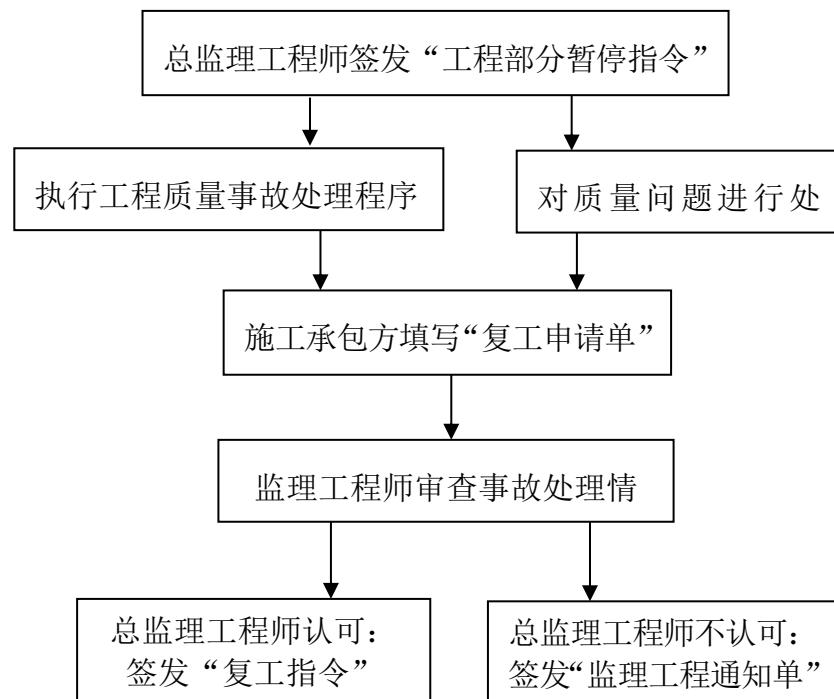 总监理工程师签发“工程部分暂停指令”
执行工程质量事故处理程序
对质量问题进行处
施工承包方填写“复工申请单”
监理工程师审查事故处理情
总监理工程师认可：
签发“复工指令”
总监理工程师不认可：
签发“监理工程通知单”